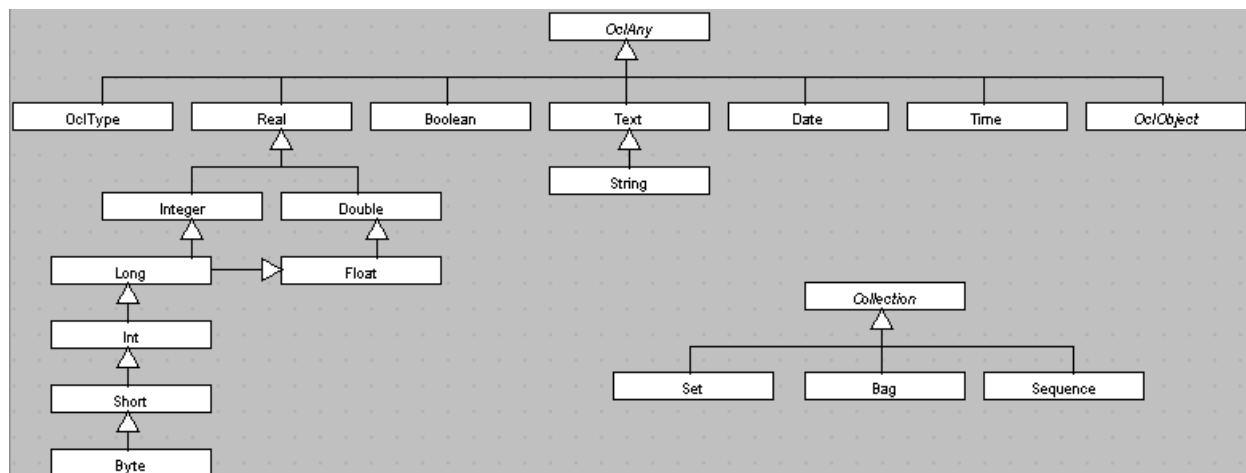 OclAny
OclType Real Boolean Text Date Time OclObject
String
Integer Double
Long Float
Collection
Int
Set Bag Sequence
Short
Byte